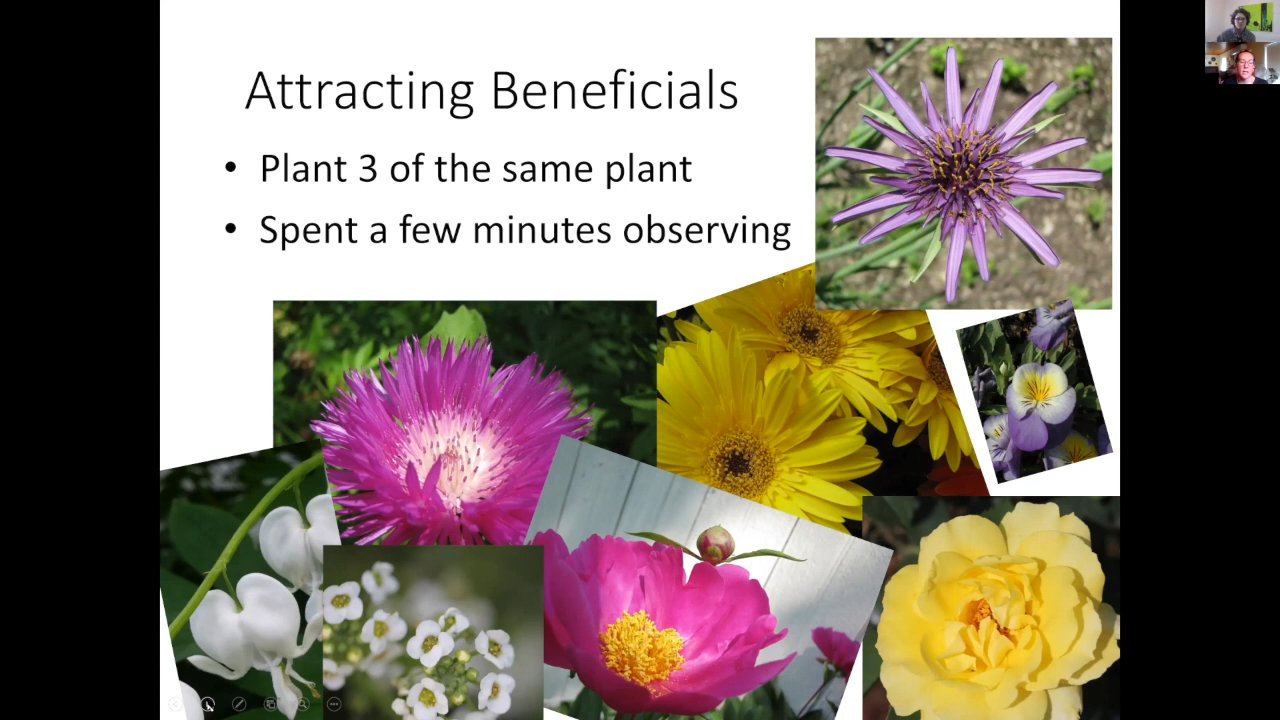 Attracting Beneficials
• Plant 3 of the same plant
• Spent a few minutes observing